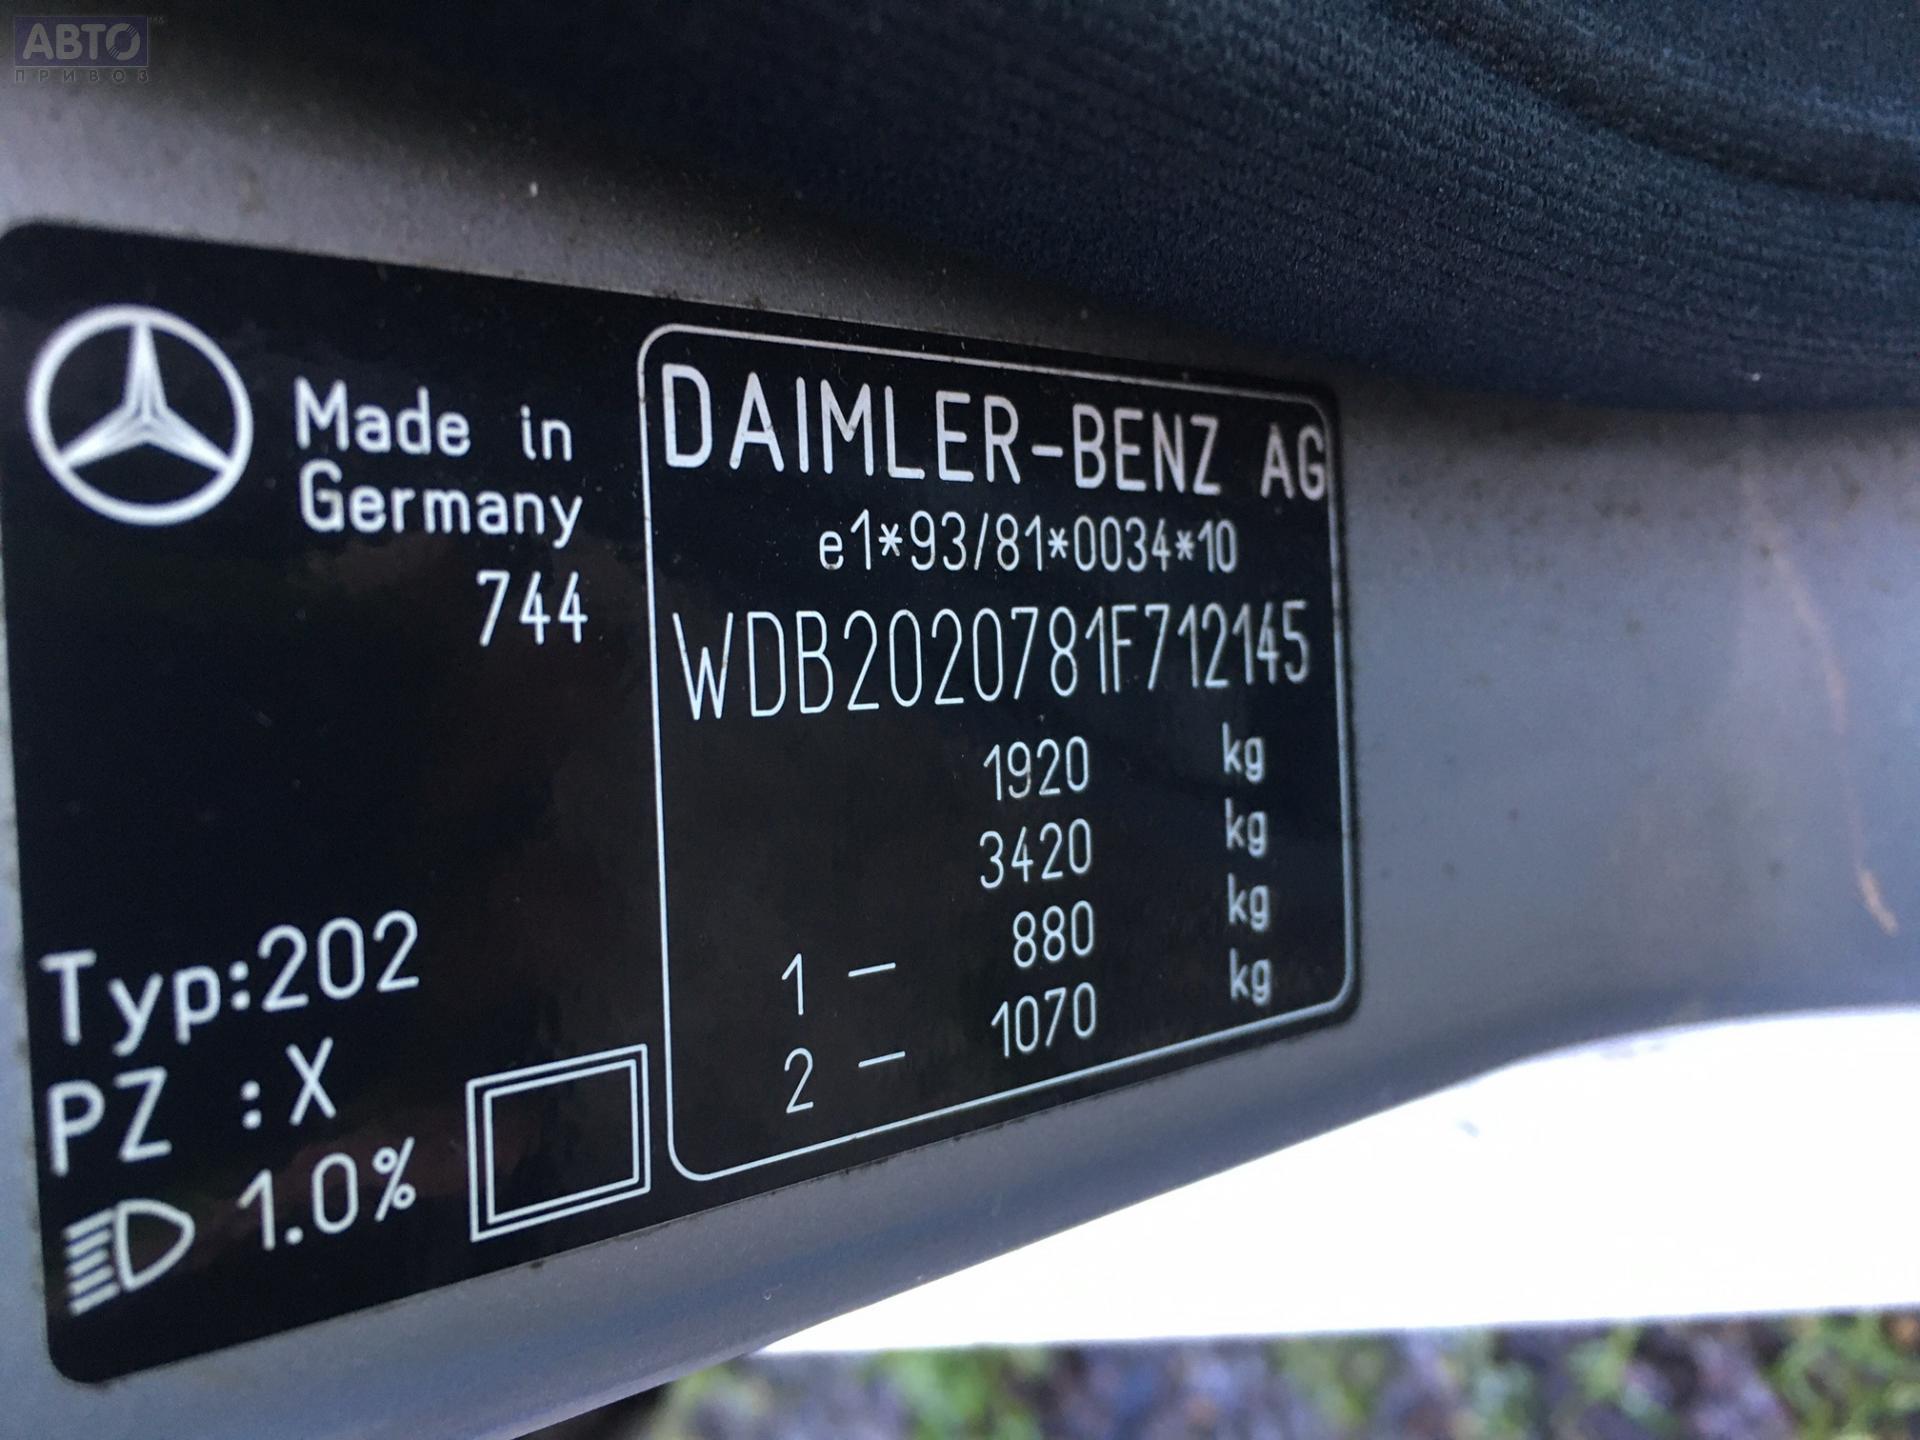 АВТО
ПРИВОЗ
Made in
Germany
744
Typ:202
PZ :X
1.0%
DAIMLER-BENZ AG
e1*93/81*0034*10
WDB2020781F712145
1920 kg
3420 kg
1 – 880 kg
2 – 1070 kg